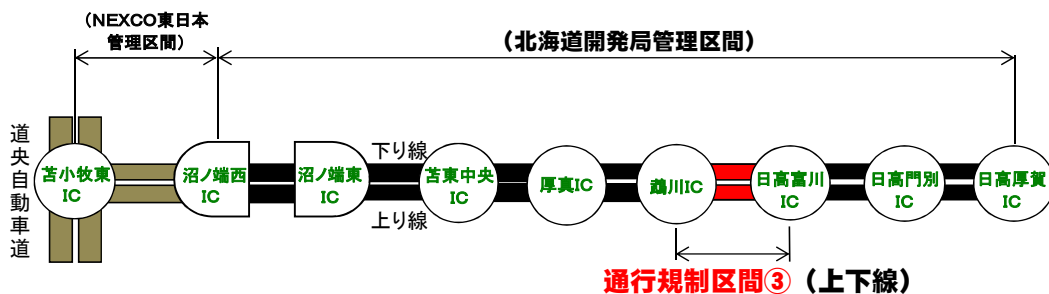 (NEXCO東日本
管理区間)
(北海道開発局管理区間)
道央自動車道
苫小牧東
IC
沼ノ端西
IC
沼ノ端東
IC
下り線
上り線
苫東中央
IC
厚真IC
鵡川IC
日高富川
IC
日高門別
IC
日高厚賀
IC
通行規制区間③(上下線)